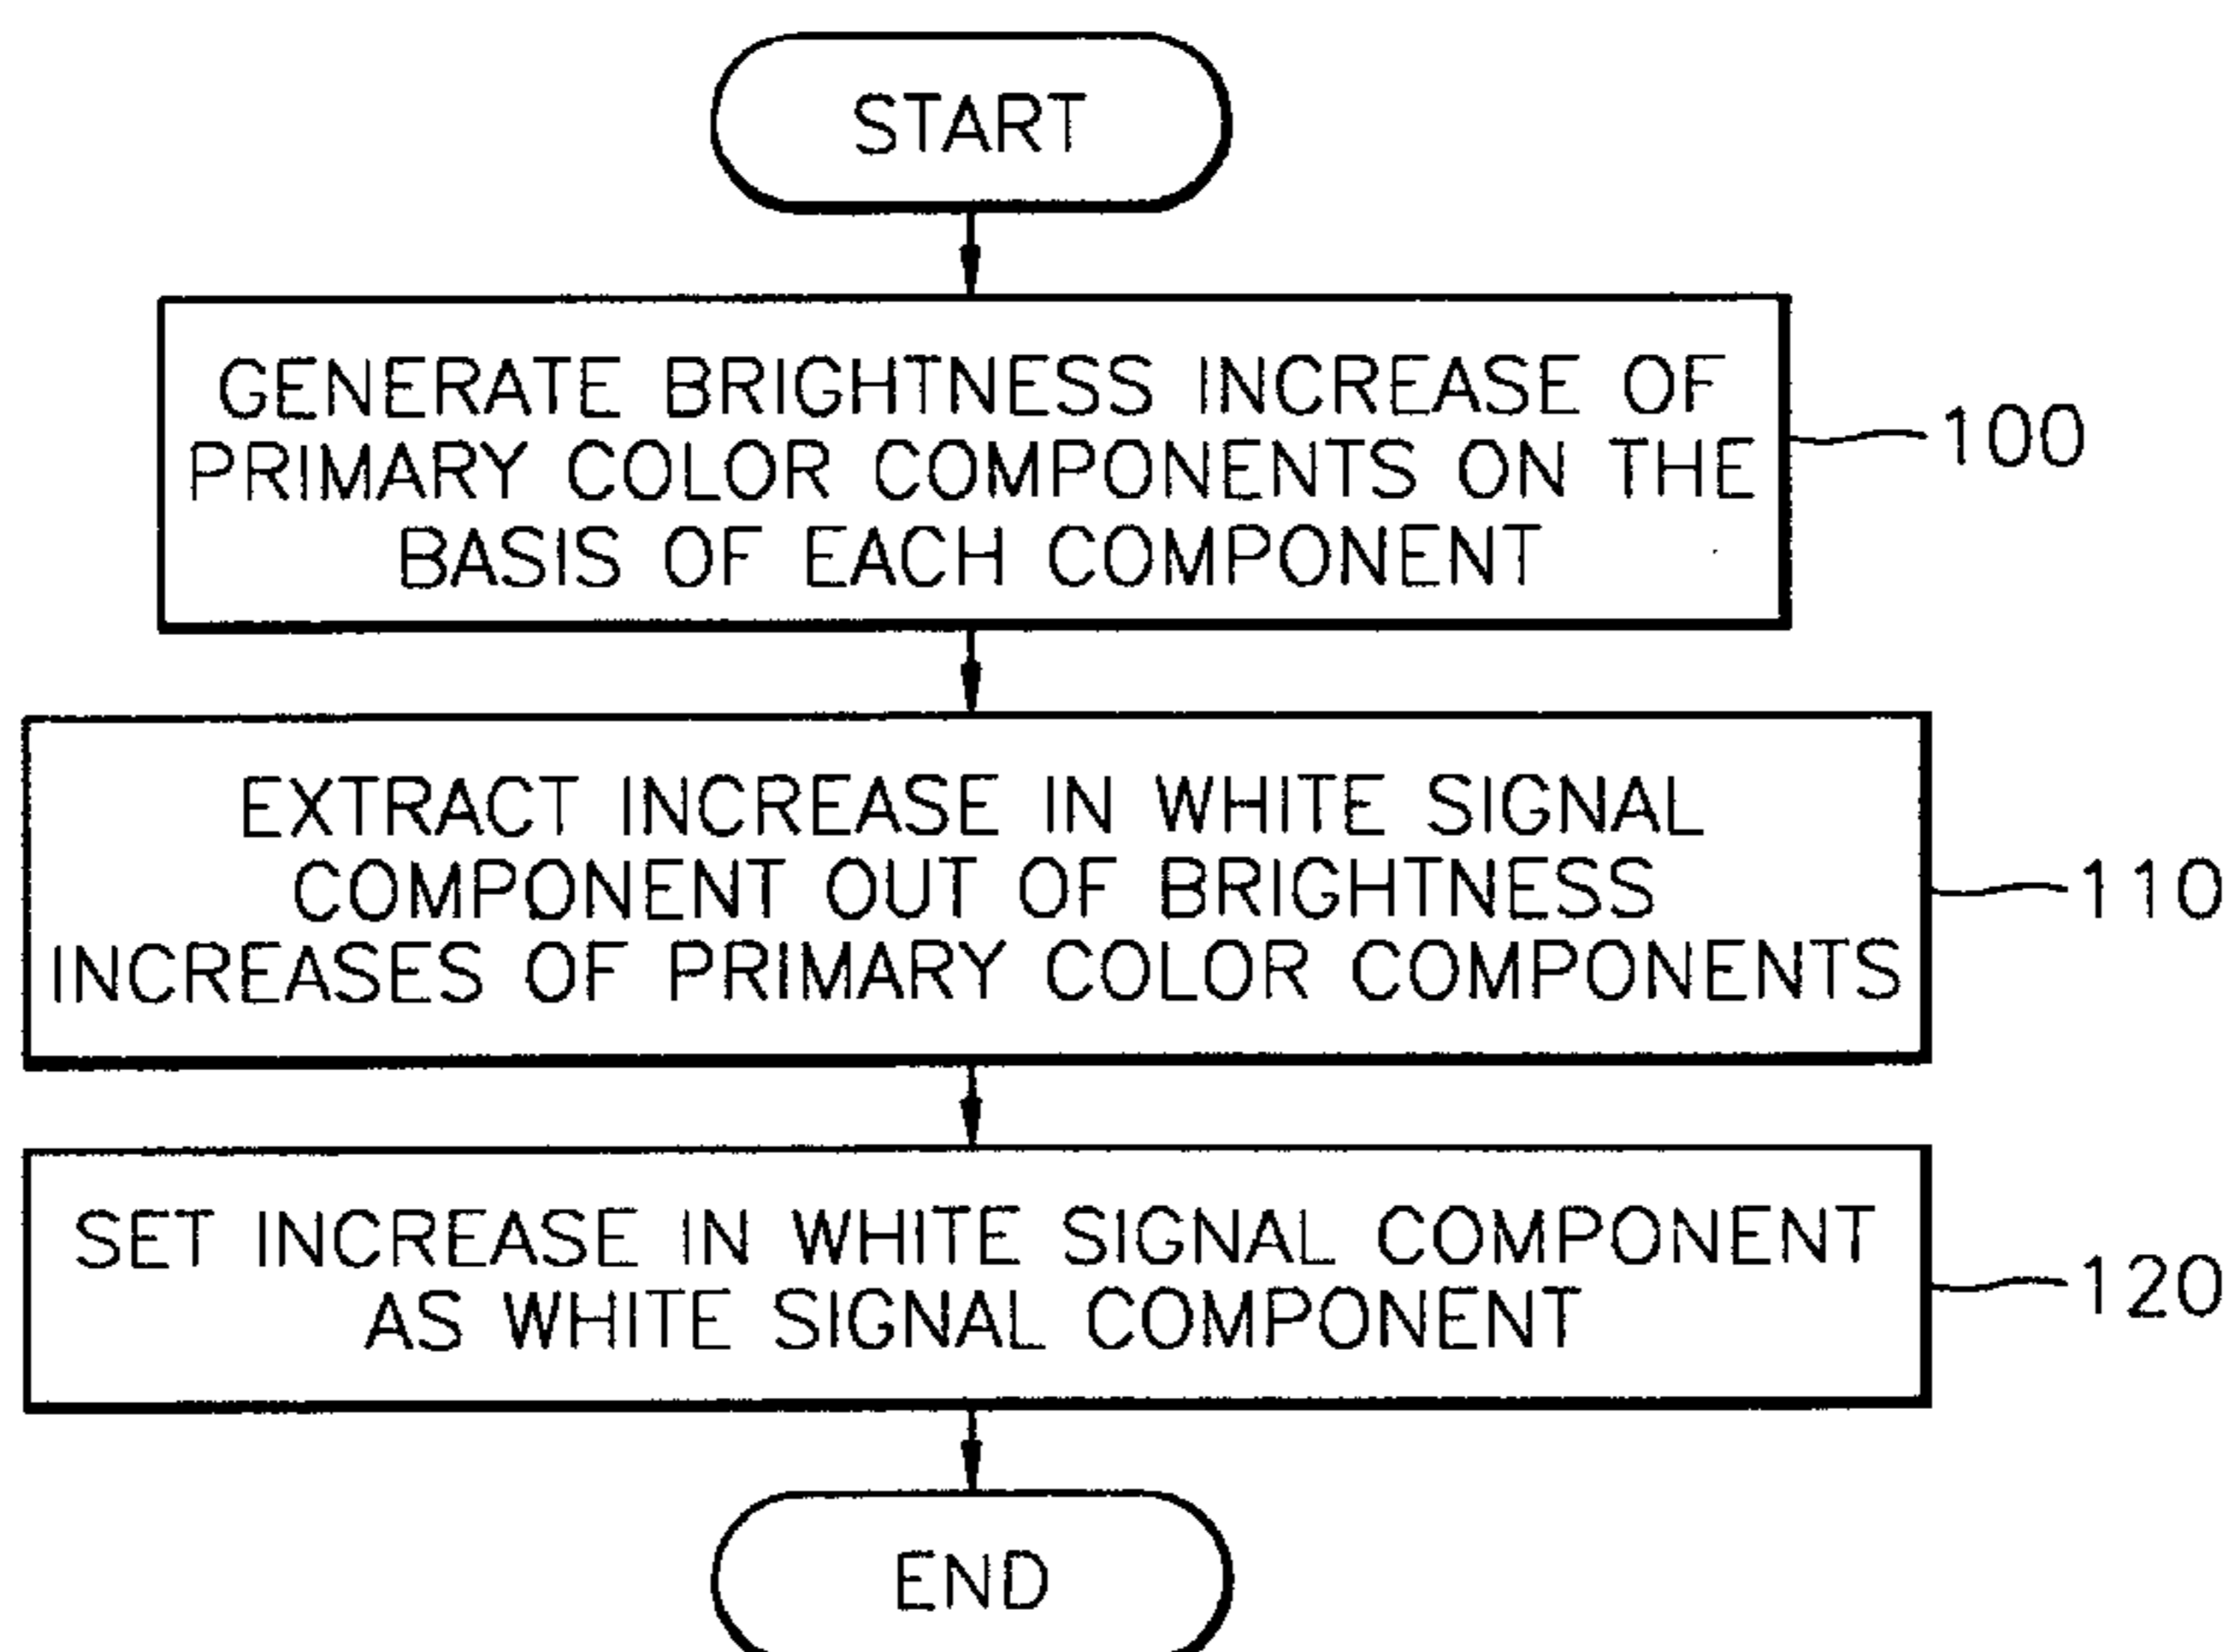 START
GENERATE BRIGHTNESS INCREASE OF
PRIMARY COLOR COMPONENTS ON THE
BASIS OF EACH COMPONENT
100
EXTRACT INCREASE IN WHITE SIGNAL
COMPONENT OUT OF BRIGHTNESS
INCREASES OF PRIMARY COLOR COMPONENTS
110
SET INCREASE IN WHITE SIGNAL COMPONENT
AS WHITE SIGNAL COMPONENT
120
END